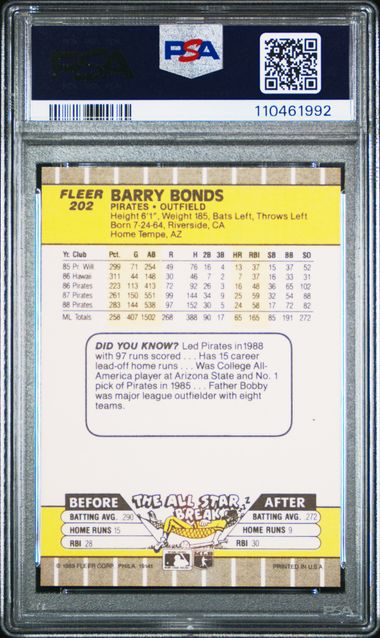 PSA
PSA
110461992
FLEER
202
BARRY BONDS
PIRATES • OUTFIELD
Height 6'1", Weight 185, Bats Left, Throws Left
Born 7-24-64, Riverside, CA
Home Tempe, AZ
Yr. Club Pct. G AB R H 2B 3B HR RBI SB BB SO
85 Pr. Will 299 71 254 49 76 16 4 13 37 15 37 52
86 Hawaii 311 44 148 30 46 7 2 7 37 16 33 31
86 Pirates 223 113 413 72 92 26 3 16 48 36 65 102
87 Pirates 261 150 551 99 144 34 9 25 59 32 54 88
88 Pirates 283 144 538 97 152 30 5 24 58 17 72 82
ML Totals 258 407 1502 268 388 90 17 65 165 85 191 272
DID YOU KNOW? Led Pirates in 1988
with 97 runs scored . . . Has 15 career
lead-off home runs . . .
Was College All-
America player at Arizona State and No. 1
pick of Pirates in 1985 . . . Father Bobby
was major league outfielder with eight
teams.
BEFORE THE ALL STAR BREAK AFTER
BATTING AVG. .290 BATTING AVG. .272
HOME RUNS 15 HOME RUNS 9
RBI 28 RBI 30
© 1989 FLEER CORP. PHILA. 19141 PRINTED IN U.S.A.
PSA